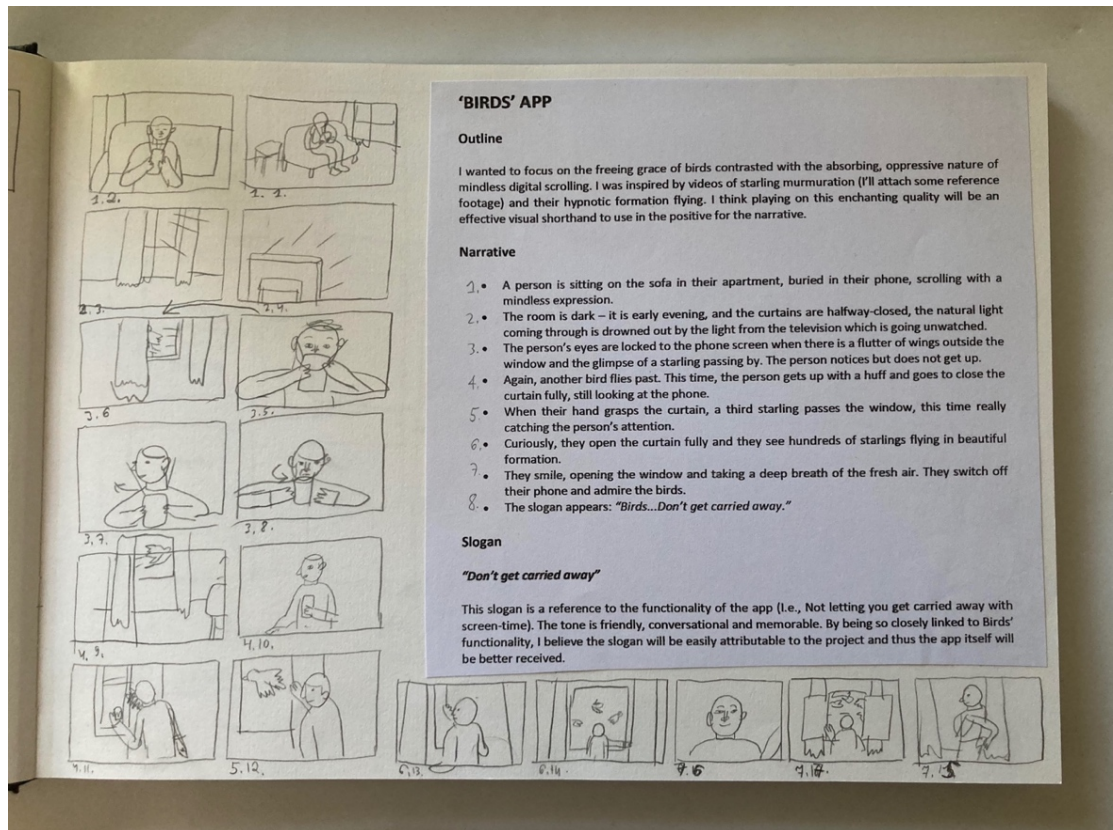 'BIRDS' APP
Outline
I wanted to focus on the freeing grace of birds contrasted with the absorbing, oppressive nature of
mindless digital scrolling. I was inspired by videos of starling murmuration (I'll attach some reference
footage) and their hypnotic formation flying. I think playing on this enchanting quality will be an
effective visual shorthand to use in the positive for the narrative.
Narrative
1. • A person is sitting on the sofa in their apartment, buried in their phone, scrolling with a
mindless expression.
2. • The room is dark – it is early evening, and the curtains are halfway-closed, the natural light
coming through is drowned out by the light from the television which is going unwatched.
3. • The person's eyes are locked to the phone screen when there is a flutter of wings outside the
window and the glimpse of a starling passing by. The person notices but does not get up.
4. • Again, another bird flies past. This time, the person gets up with a huff and goes to close the
curtain fully, still looking at the phone.
5. • When their hand grasps the curtain, a third starling passes the window, this time really
catching the person's attention.
6. • Curiously, they open the curtain fully and they see hundreds of starlings flying in beautiful
formation.
7. • They smile, opening the window and taking a deep breath of the fresh air. They switch off
their phone and admire the birds.
8. • The slogan appears: "Birds...Don't get carried away."
Slogan
"Don't get carried away"
This slogan is a reference to the functionality of the app (I.e., Not letting you get carried away with
screen-time). The tone is friendly, conversational and memorable. By being so closely linked to Birds'
functionality, I believe the slogan will be easily attributable to the project and thus the app itself will
be better received.
1.2. 1.1.
2.3. 2.4.
3.6 3.5.
3,7. 3,8.
4.9. 4.10.
4.11. 5.12. 6.13. 6.14. 7.